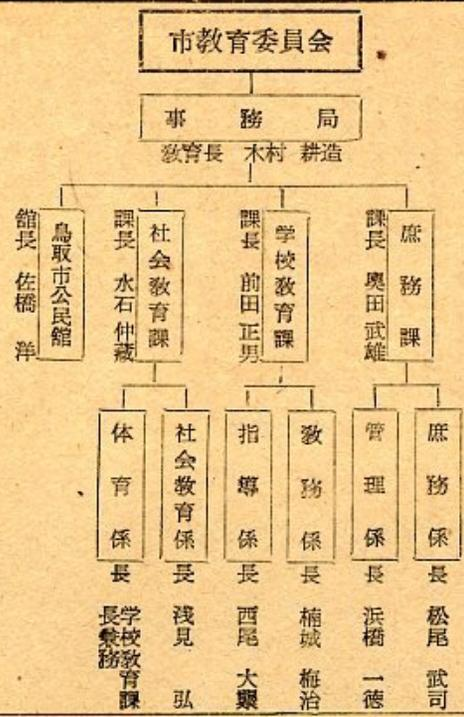 市教育委員会
事務局
教育長 木村 耕造
庶務課
課長 奥田武雄
学校教育課
課長 前田正男
社会教育課
課長 水石仲藏
鳥取市公民館
館長 佐橋 洋
庶務係
長 松尾 武司
管理係
長 浜橋 一徳
教務係
長 楠城 梅治
指導係
長 西尾 大
社会教育係
長 浅見 弘
体育係
長 学校教育課
長兼務